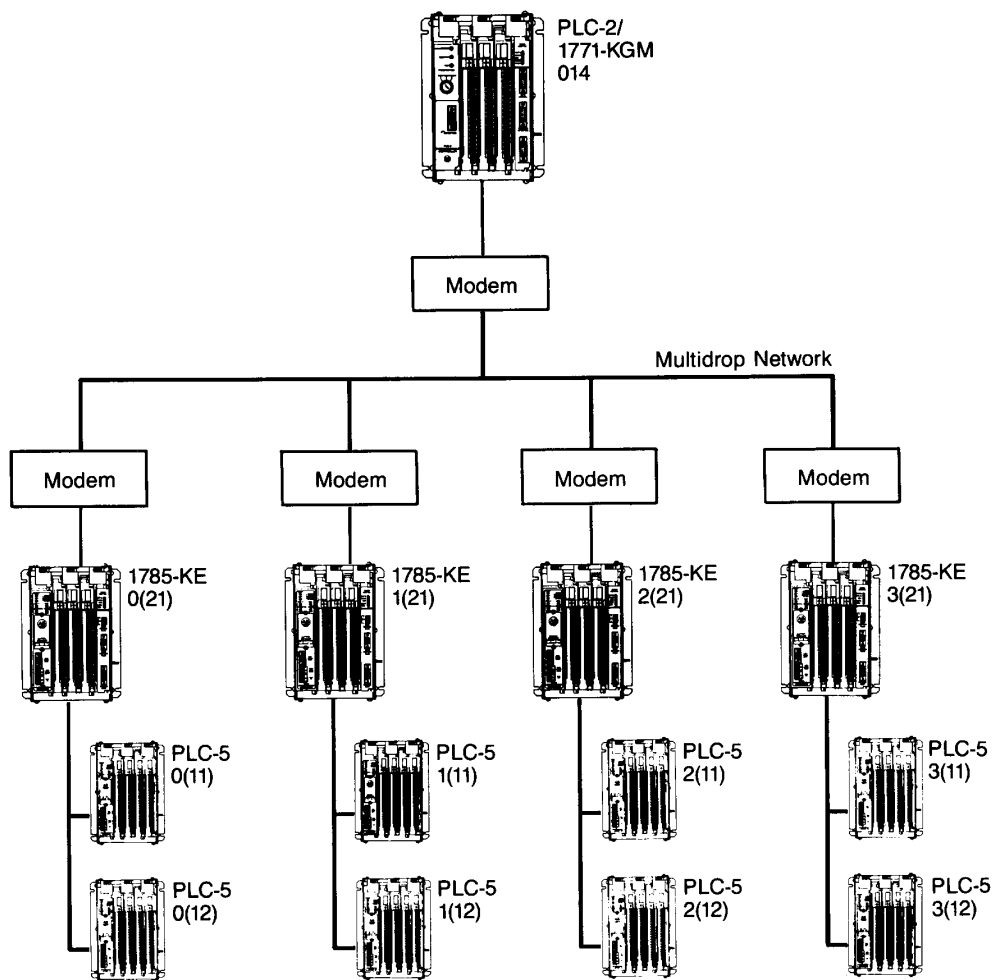 PLC-2/
1771-KGM
014
Modem
Multidrop Network
Modem
Modem
Modem
Modem
1785-KE
0(21)
1785-KE
1(21)
1785-KE
2(21)
1785-KE
3(21)
PLC-5
0(11)
PLC-5
1(11)
PLC-5
2(11)
PLC-5
3(11)
PLC-5
0(12)
PLC-5
1(12)
PLC-5
2(12)
PLC-5
3(12)